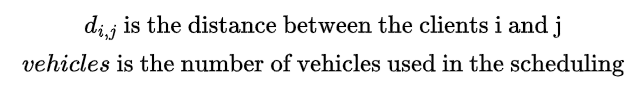 d_{i,j} is the distance between the clients i and j
vehicles is the number of vehicles used in the scheduling